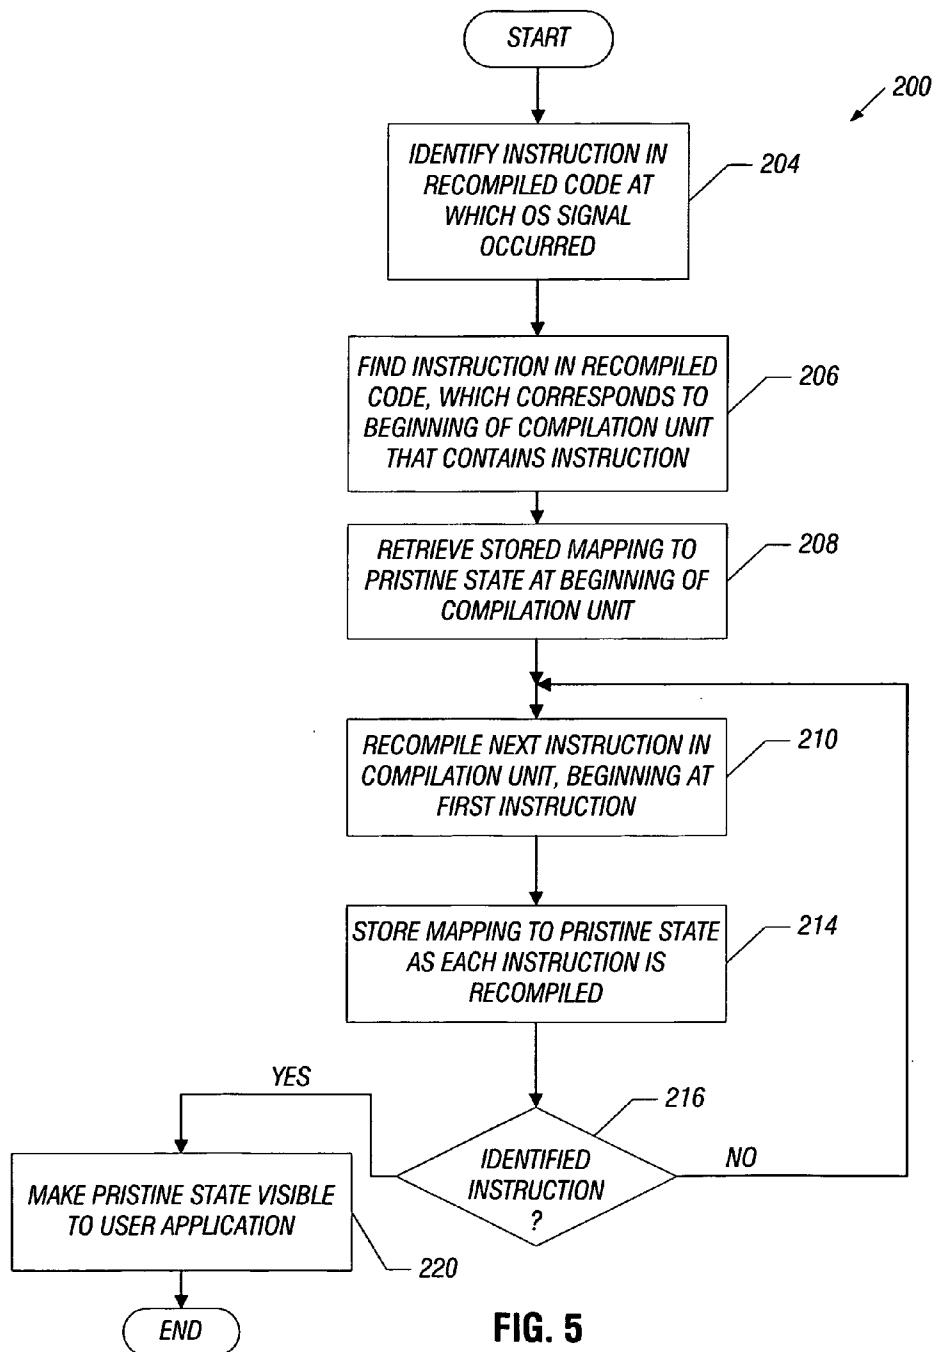 START
200
IDENTIFY INSTRUCTION IN
RECOMPILED CODE AT
WHICH OS SIGNAL
OCCURRED
204
FIND INSTRUCTION IN RECOMPILED
CODE, WHICH CORRESPONDS TO
BEGINNING OF COMPILATION UNIT
THAT CONTAINS INSTRUCTION
206
RETRIEVE STORED MAPPING TO
PRISTINE STATE AT BEGINNING OF
COMPILATION UNIT
208
RECOMPILE NEXT INSTRUCTION IN
COMPILATION UNIT, BEGINNING AT
FIRST INSTRUCTION
210
STORE MAPPING TO PRISTINE STATE
AS EACH INSTRUCTION IS
RECOMPILED
214
YES
216
IDENTIFIED
INSTRUCTION
?
NO
MAKE PRISTINE STATE VISIBLE
TO USER APPLICATION
220
END
FIG. 5